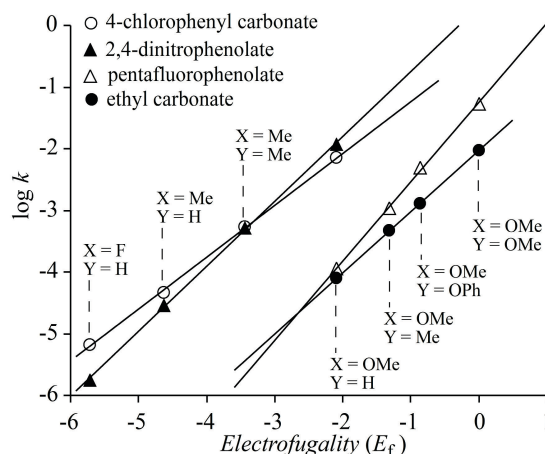 4-chlorophenyl carbonate
2,4-dinitrophenolate
pentafluorophenolate
ethyl carbonate
0
-1
-2
-3
-4
-5
-6
log k
X = Me
Y = Me
X = Me
Y = H
X = F
Y = H
X = OMe
Y = OMe
X = OMe
Y = OPh
X = OMe
Y = Me
X = OMe
Y = H
-6
-5
-4
-3
-2
-1
0
1
Electrofugality (Ef)